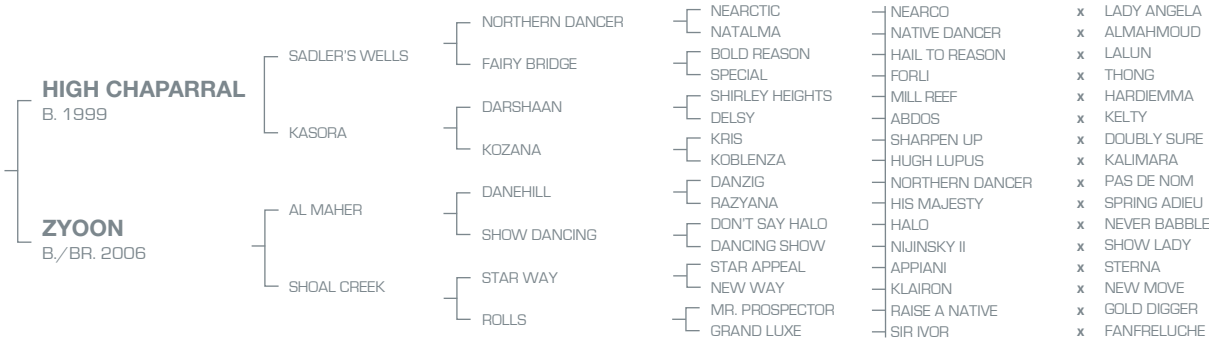 HIGH CHAPARRAL
B. 1999
ZYOON
B./BR. 2006
SADLER'S WELLS
KASORA
AL MAHER
SHOAL CREEK
NORTHERN DANCER
FAIRY BRIDGE
DARSHAAN
KOZANA
DANEHILL
SHOW DANCING
STAR WAY
ROLLS
NEARCTIC
NATALMA
BOLD REASON
SPECIAL
SHIRLEY HEIGHTS
DELSY
KRIS
KOBLENZA
DANZIG
RAZYANA
DON'T SAY HALO
DANCING SHOW
STAR APPEAL
NEW WAY
MR. PROSPECTOR
GRAND LUXE
NEARCO x LADY ANGELA
NATIVE DANCER x ALMAHMOUD
HAIL TO REASON x LALUN
FORLI x THONG
MILL REEF x HARDIEMMA
ABDOS x KELTY
SHARPEN UP x DOUBLY SURE
HUGH LUPUS x KALIMARA
NORTHERN DANCER x PAS DE NOM
HIS MAJESTY x SPRING ADIEU
HALO x NEVER BABBLE
NIJINSKY II x SHOW LADY
APPIANI x STERNA
KLAIRON x NEW MOVE
RAISE A NATIVE x GOLD DIGGER
SIR IVOR x FANFRELUCHE